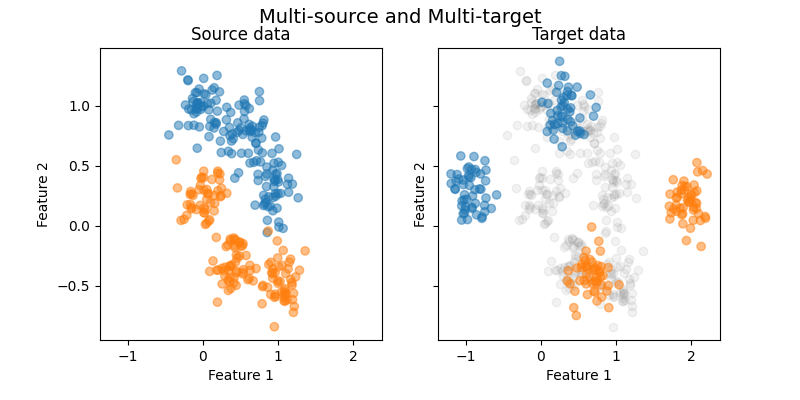 Multi-source and Multi-target
Source data
Target data
1.0
0.5
0.0
−0.5
−1
0
1
2
−1
0
1
2
Feature 2
Feature 2
Feature 1
Feature 1